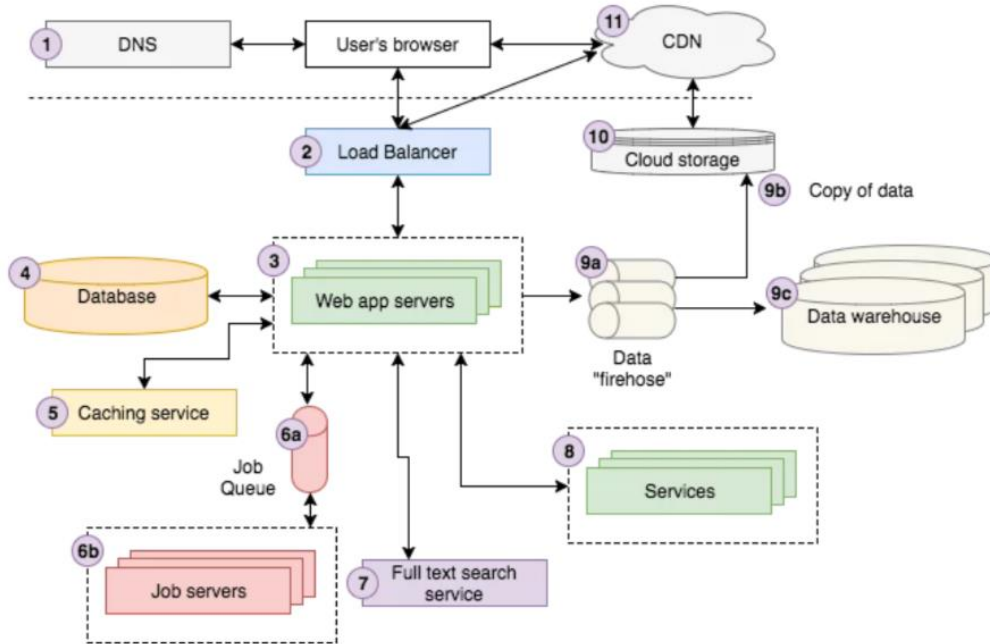 1
DNS
User's browser
11
CDN
2
Load Balancer
10
Cloud storage
9b
Copy of data
3
Web app servers
4
Database
9a
Data
"firehose"
9c
Data warehouse
5
Caching service
6a
Job
Queue
8
Services
6b
Job servers
7
Full text search
service